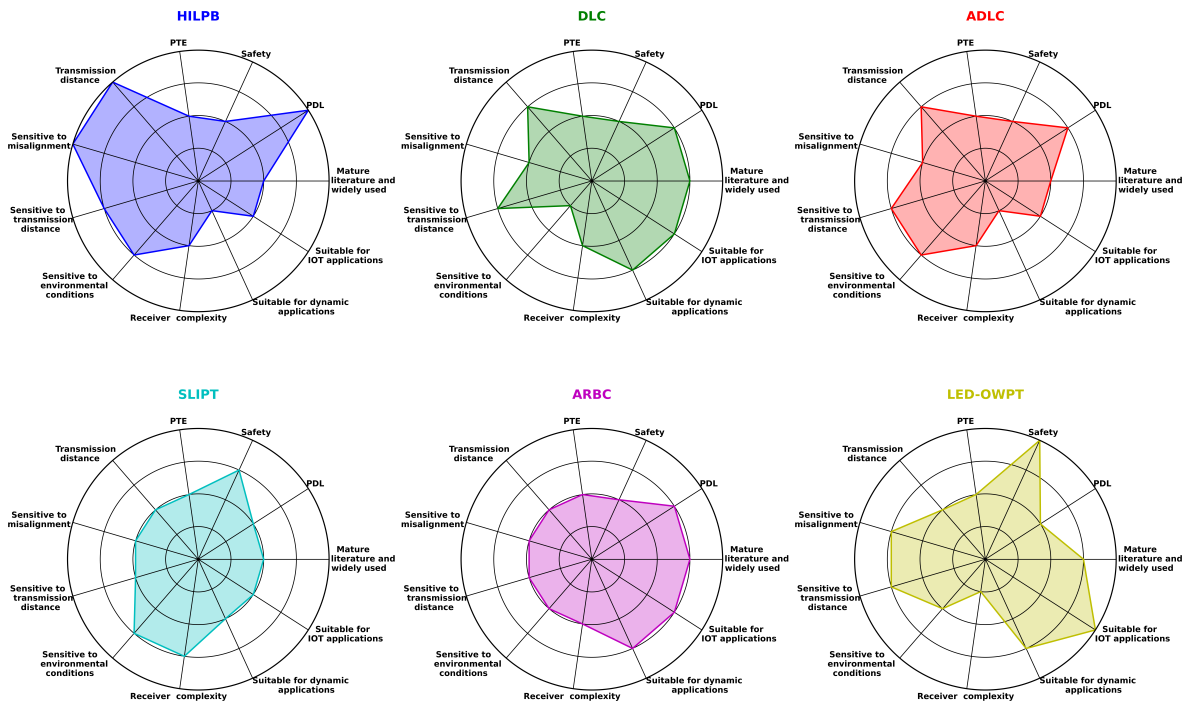 HILPB
PTE
Safety
Transmission
distance
PDL
Sensitive to
misalignment
Mature
literature and
widely used
Sensitive to
transmission
distance
Suitable for
IOT applications
Sensitive to
environmental
conditions
Suitable for dynamic
applications
Receiver  complexity
DLC
PTE
Safety
Transmission
distance
PDL
Sensitive to
misalignment
Mature
literature and
widely used
Sensitive to
transmission
distance
Suitable for
IOT applications
Sensitive to
environmental
conditions
Suitable for dynamic
applications
Receiver  complexity
ADLC
PTE
Safety
Transmission
distance
PDL
Sensitive to
misalignment
Mature
literature and
widely used
Sensitive to
transmission
distance
Suitable for
IOT applications
Sensitive to
environmental
conditions
Suitable for dynamic
applications
Receiver  complexity
SLIPT
PTE
Safety
Transmission
distance
PDL
Sensitive to
misalignment
Mature
literature and
widely used
Sensitive to
transmission
distance
Suitable for
IOT applications
Sensitive to
environmental
conditions
Suitable for dynamic
applications
Receiver  complexity
ARBC
PTE
Safety
Transmission
distance
PDL
Sensitive to
misalignment
Mature
literature and
widely used
Sensitive to
transmission
distance
Suitable for
IOT applications
Sensitive to
environmental
conditions
Suitable for dynamic
applications
Receiver  complexity
LED-OWPT
PTE
Safety
Transmission
distance
PDL
Sensitive to
misalignment
Mature
literature and
widely used
Sensitive to
transmission
distance
Suitable for
IOT applications
Sensitive to
environmental
conditions
Suitable for dynamic
applications
Receiver  complexity